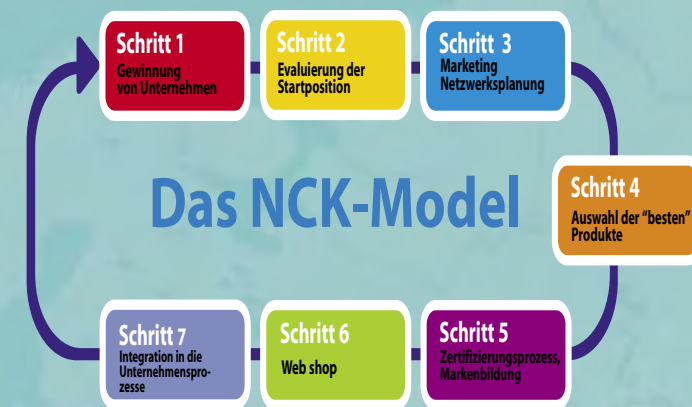 Schritt 1
Gewinnung
von Unternehmen
Schritt 2
Evaluierung der
Startposition
Schritt 3
Marketing
Netzwerksplanung
Das NCK-Model
Schritt 4
Auswahl der “besten”
Produkte
Schritt 7
Integration in die
Unternehmenspro-
zesse
Schritt 6
Web shop
Schritt 5
Zertifizierungsprozess,
Markenbildung